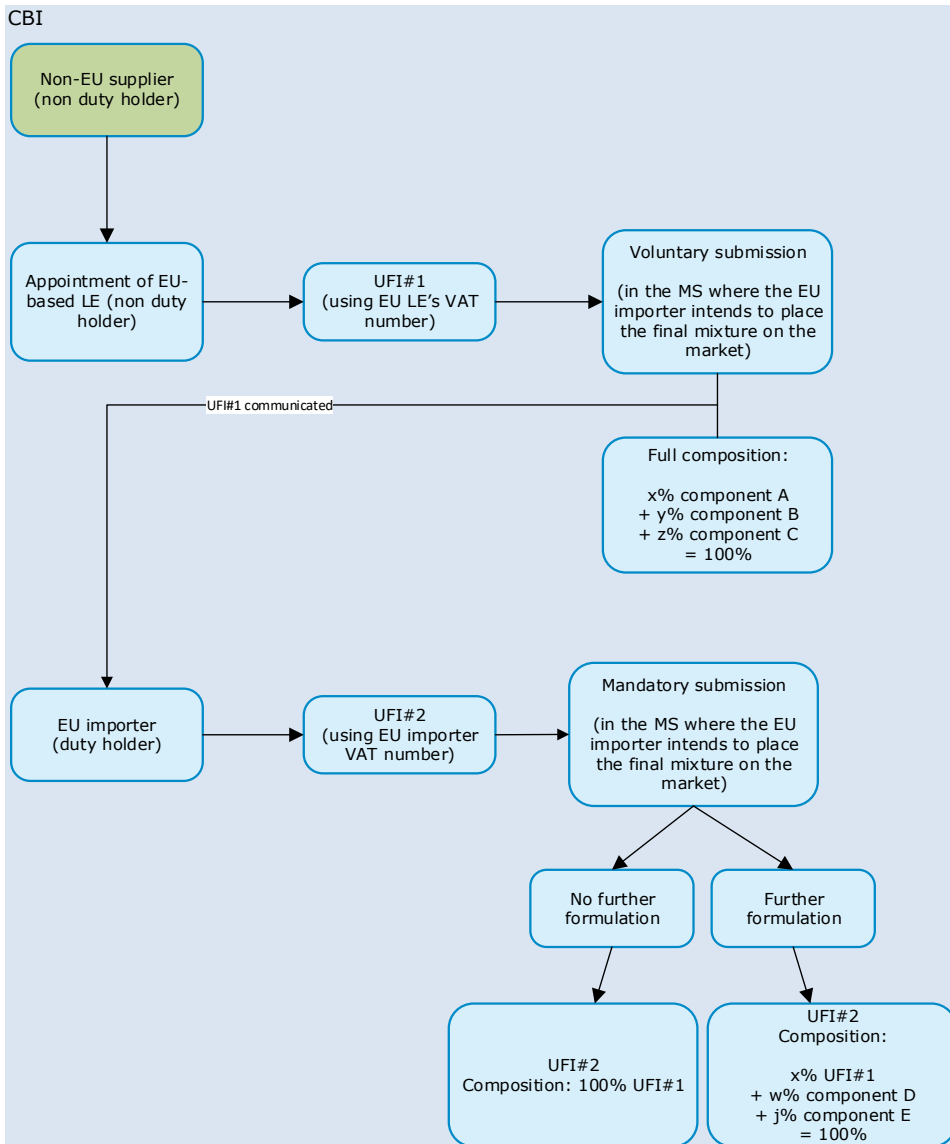 CBI
Non-EU supplier
(non duty holder)
Appointment of EU-
based LE (non duty
holder)
UFI#1
(using EU LE's VAT
number)
Voluntary submission
(in the MS where the EU
importer intends to place
the final mixture on the
market)
UFI#1 communicated
Full composition:
x% component A
+ y% component B
+ z% component C
= 100%
EU importer
(duty holder)
UFI#2
(using EU importer
VAT number)
Mandatory submission
(in the MS where the EU
importer intends to place
the final mixture on the
market)
No further
formulation
Further
formulation
UFI#2
Composition: 100% UFI#1
UFI#2
Composition:
x% UFI#1
+ w% component D
+ j% component E
= 100%